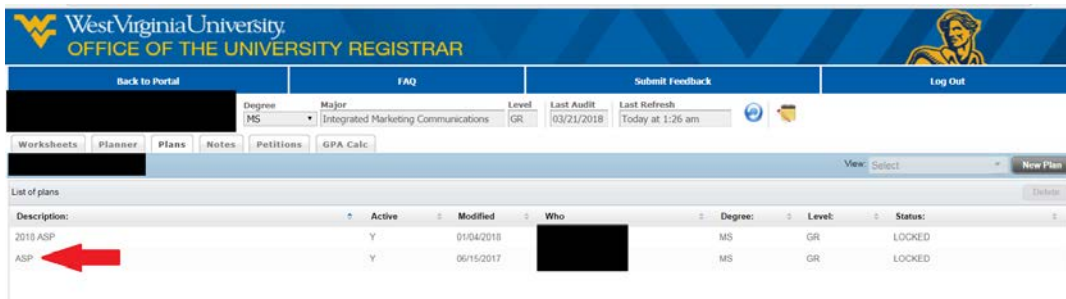 WestVirginiaUniversity.
OFFICE OF THE UNIVERSITY REGISTRAR
Back to Portal FAQ Submit Feedback Log Out
Degree Major Level Last Audit Last Refresh
MS Integrated Marketing Communications GR 03/21/2018 Today at 1:26 am
Worksheets Planner Plans Notes Petitions GPA Calc
View: Select New Plan
List of plans Delete
Description: Active Modified Who Degree: Level: Status:
2018 ASP Y 01/04/2018 MS GR LOCKED
ASP Y 06/15/2017 MS GR LOCKED